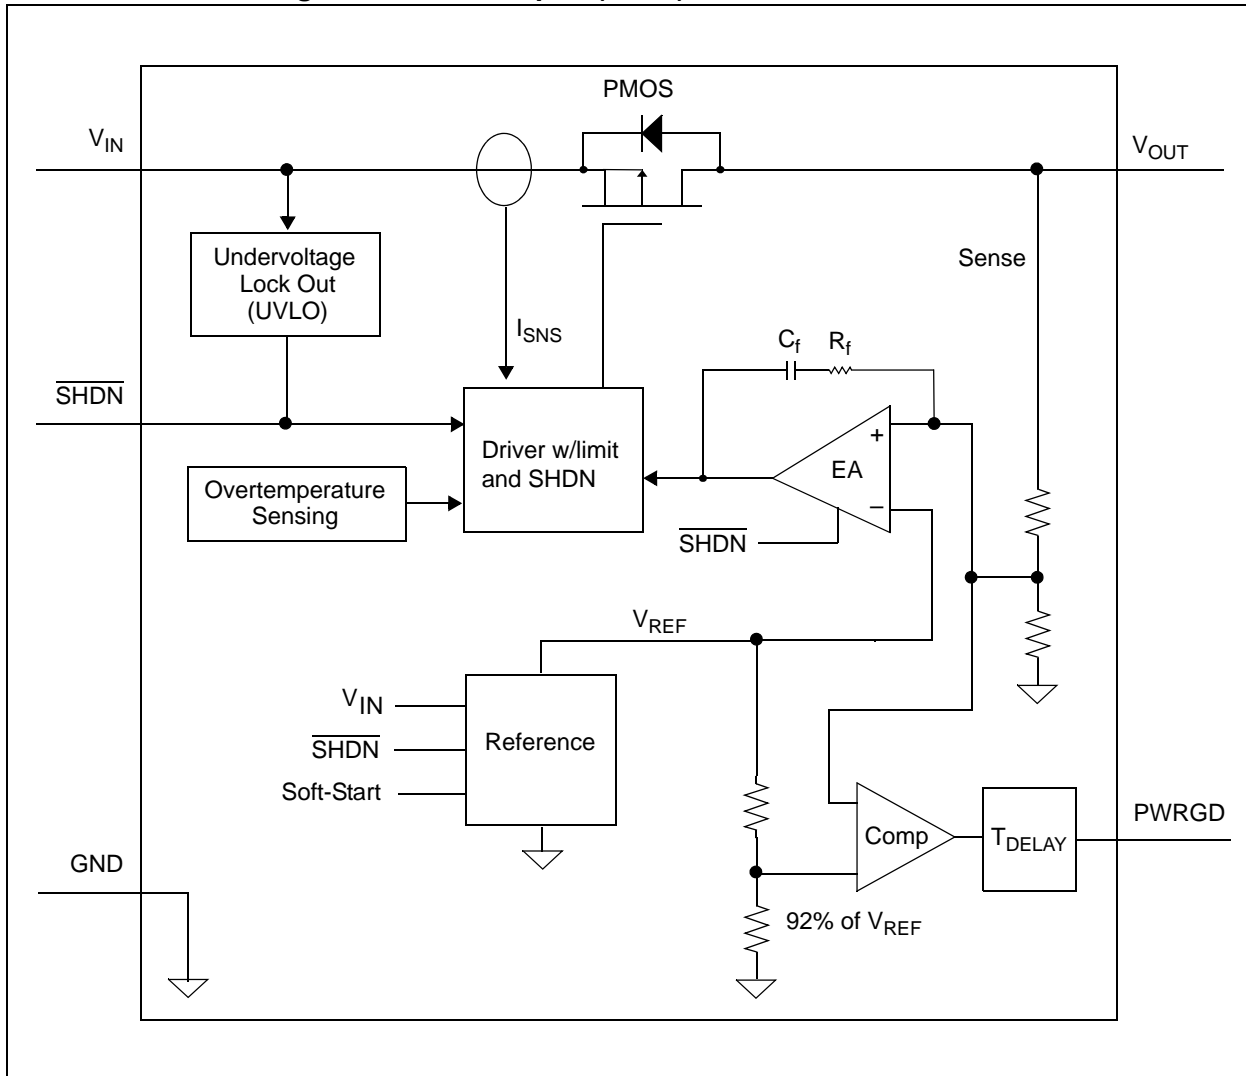 PMOS
V_IN
V_OUT
Undervoltage
Lock Out
(UVLO)
Sense
I_SNS
C_f
R_f
SHDN
Driver w/limit
and SHDN
+
EA
−
Overtemperature
Sensing
SHDN
V_REF
V_IN
SHDN
Soft-Start
Reference
Comp
T_DELAY
PWRGD
GND
92% of V_REF